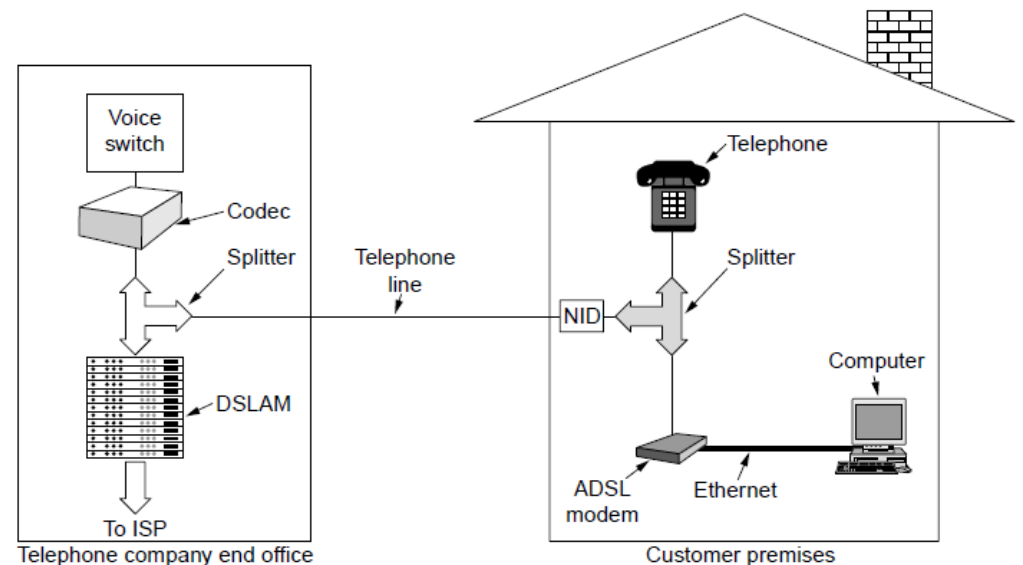 Voice
switch
Codec
Splitter
Telephone
line
DSLAM
To ISP
Telephone company end office
Telephone
Splitter
NID
Computer
ADSL
modem
Ethernet
Customer premises